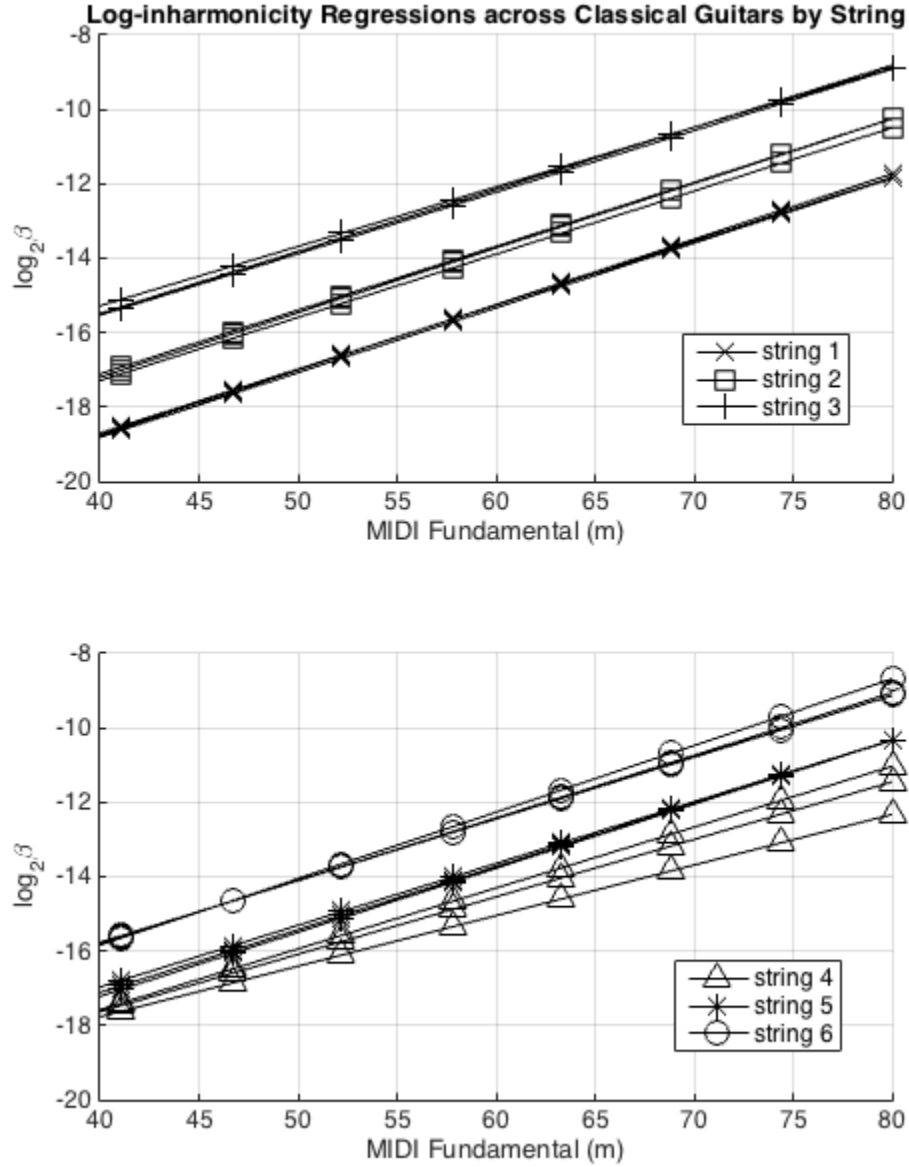 Log-inharmonicity Regressions across Classical Guitars by String
-8
-10
-12
-14
-16
-18
-20
log₂β
string 1
string 2
string 3
40 45 50 55 60 65 70 75 80
MIDI Fundamental (m)
-8
-10
-12
-14
-16
-18
-20
log₂β
string 4
string 5
string 6
40 45 50 55 60 65 70 75 80
MIDI Fundamental (m)